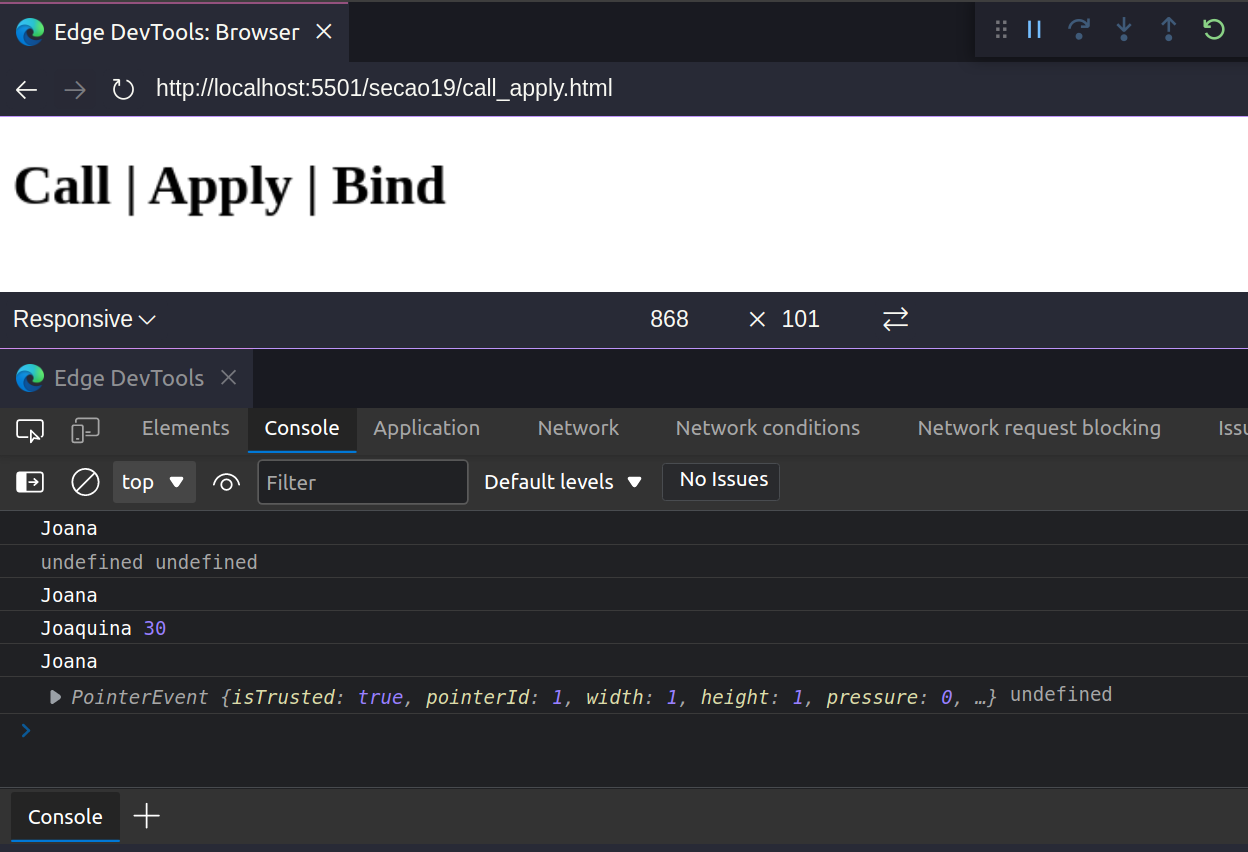 Edge DevTools: Browser
http://localhost:5501/secao19/call_apply.html
Call | Apply | Bind
Responsive 868 × 101
Edge DevTools
Elements Console Application Network Network conditions Network request blocking Issu
top Filter Default levels No Issues
Joana
undefined undefined
Joana
Joaquina 30
Joana
PointerEvent {isTrusted: true, pointerId: 1, width: 1, height: 1, pressure: 0, …} undefined
Console